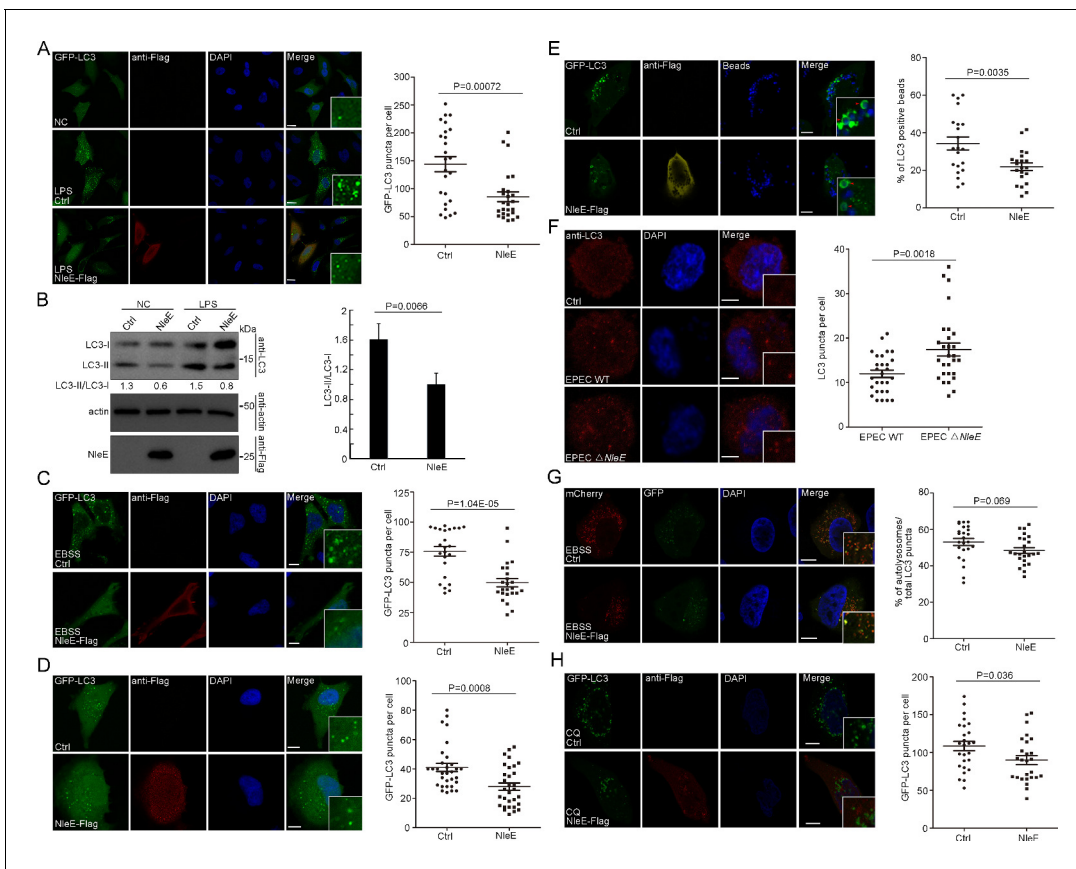 A
GFP-LC3 anti-Flag DAPI Merge
NC
LPS
Ctrl
LPS
NleE-Flag
P=0.00072
GFP-LC3 puncta per cell
300
250
200
150
100
50
0
Ctrl NleE
B
NC LPS
Ctrl NleE Ctrl NleE kDa
LC3-I
LC3-II
15
anti-LC3
LC3-II/LC3-I 1.3 0.6 1.5 0.8
actin
50
anti-actin
NleE
25
anti-Flag
P=0.0066
LC3-II/LC3-I
2
1.8
1.4
1
0.6
0.2
0
Ctrl NleE
C
GFP-LC3 anti-Flag DAPI Merge
EBSS
Ctrl
EBSS
NleE-Flag
P=1.04E-05
GFP-LC3 puncta per cell
125
100
75
50
25
0
Ctrl NleE
D
GFP-LC3 anti-Flag DAPI Merge
Ctrl
NleE-Flag
P=0.0008
GFP-LC3 puncta per cell
100
80
60
40
20
0
Ctrl NleE
E
GFP-LC3 anti-Flag Beads Merge
Ctrl
NleE-Flag
P=0.0035
% of LC3 positive beads
80
60
40
20
0
Ctrl NleE
F
anti-LC3 DAPI Merge
Ctrl
EPEC WT
EPEC △NleE
P=0.0018
LC3 puncta per cell
40
30
20
10
0
EPEC WT EPEC △NleE
G
mCherry GFP DAPI Merge
EBSS
Ctrl
EBSS
NleE-Flag
P=0.069
% of autolysosomes/
total LC3 puncta
100
80
60
40
20
0
Ctrl NleE
H
GFP-LC3 anti-Flag DAPI Merge
CQ
Ctrl
CQ
NleE-Flag
P=0.036
GFP-LC3 puncta per cell
200
150
100
50
0
Ctrl NleE